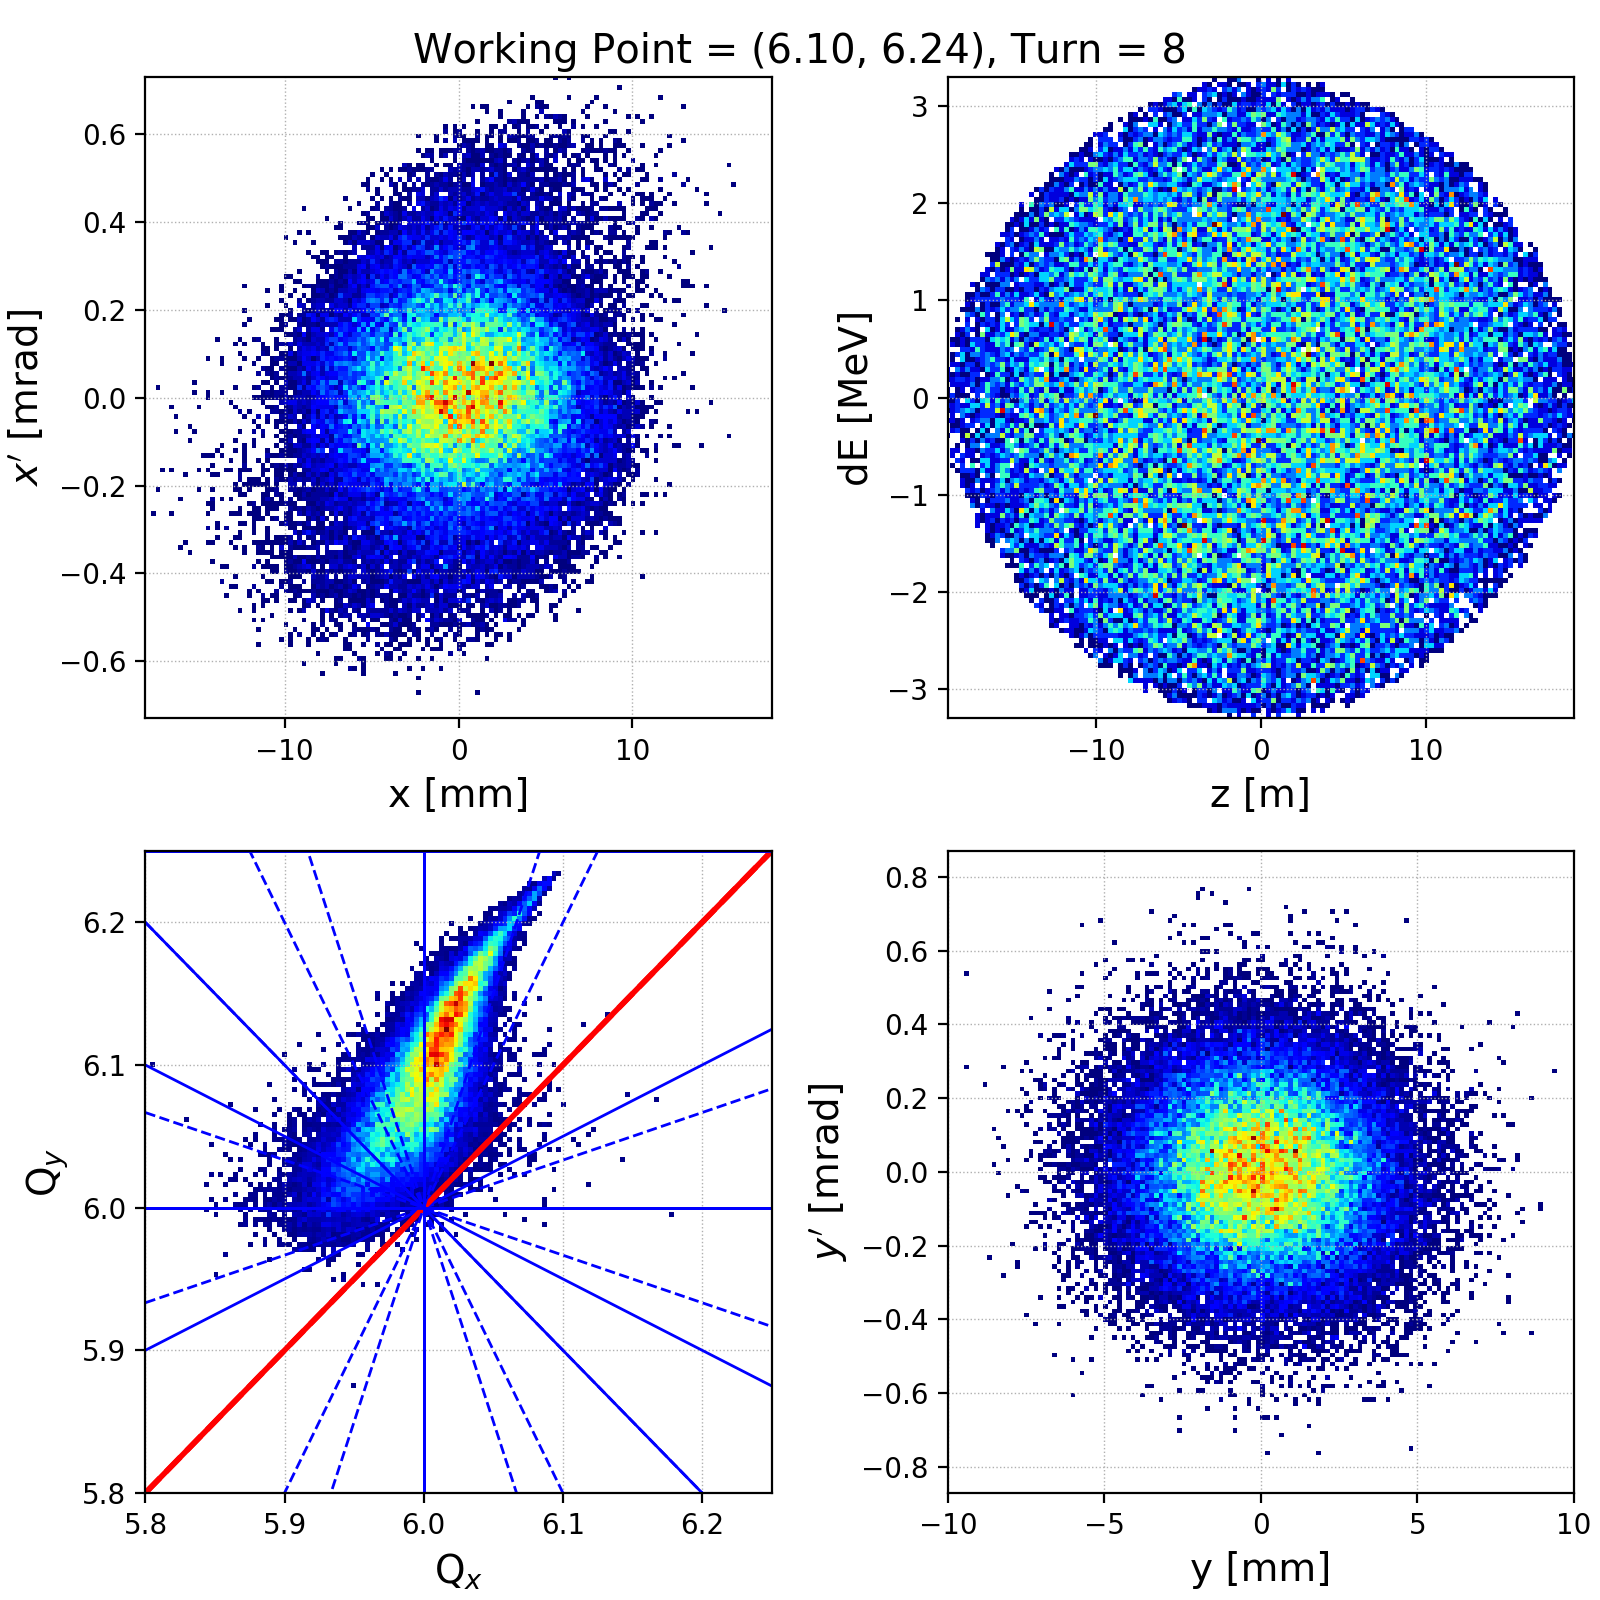 Working Point = (6.10, 6.24), Turn = 8
0.6
0.4
0.2
0.0
−0.2
−0.4
−0.6
x′ [mrad]
−10 0 10
x [mm]
3
2
1
0
−1
−2
−3
dE [MeV]
−10 0 10
z [m]
6.2
6.1
6.0
5.9
5.8
Qy
5.8 5.9 6.0 6.1 6.2
Qx
0.8
0.6
0.4
0.2
0.0
−0.2
−0.4
−0.6
−0.8
y′ [mrad]
−10 −5 0 5 10
y [mm]